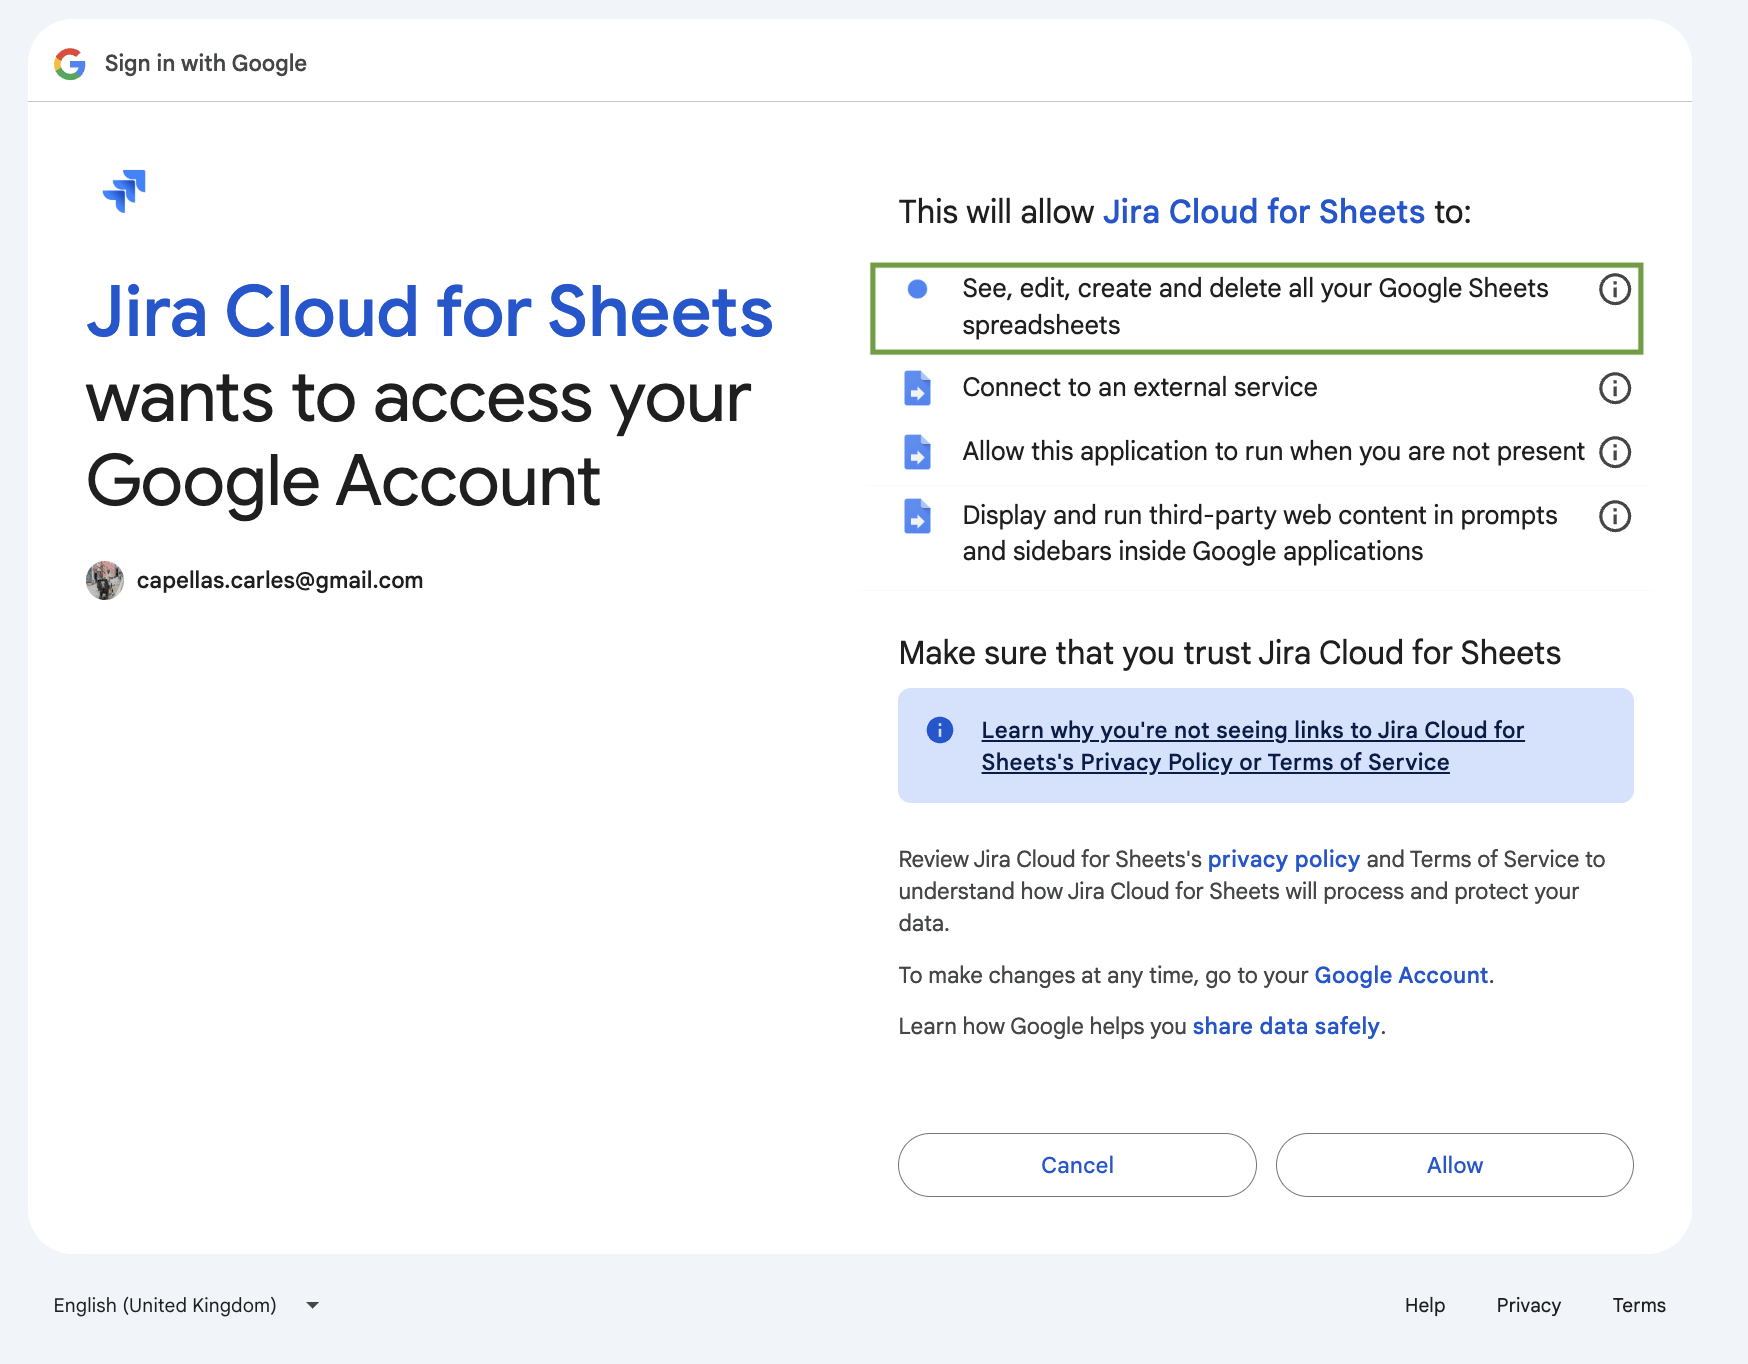 Sign in with Google
Jira Cloud for Sheets
wants to access your
Google Account
capellas.carles@gmail.com
This will allow Jira Cloud for Sheets to:
See, edit, create and delete all your Google Sheets
spreadsheets
Connect to an external service
Allow this application to run when you are not present
Display and run third-party web content in prompts
and sidebars inside Google applications
Make sure that you trust Jira Cloud for Sheets
Learn why you're not seeing links to Jira Cloud for
Sheets's Privacy Policy or Terms of Service
Review Jira Cloud for Sheets's privacy policy and Terms of Service to
understand how Jira Cloud for Sheets will process and protect your
data.
To make changes at any time, go to your Google Account.
Learn how Google helps you share data safely.
Cancel
Allow
English (United Kingdom)
Help
Privacy
Terms